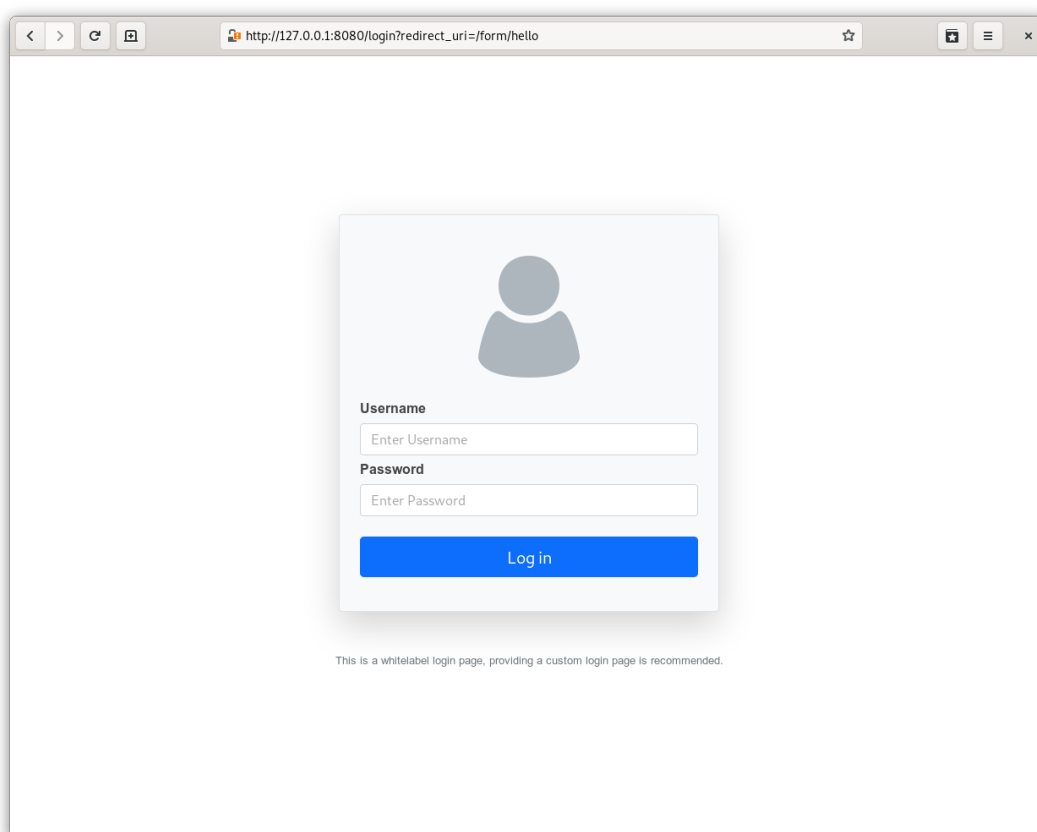 http://127.0.0.1:8080/login?redirect_uri=/form/hello
Username
Enter Username
Password
Enter Password
Log in
This is a whitelabel login page, providing a custom login page is recommended.